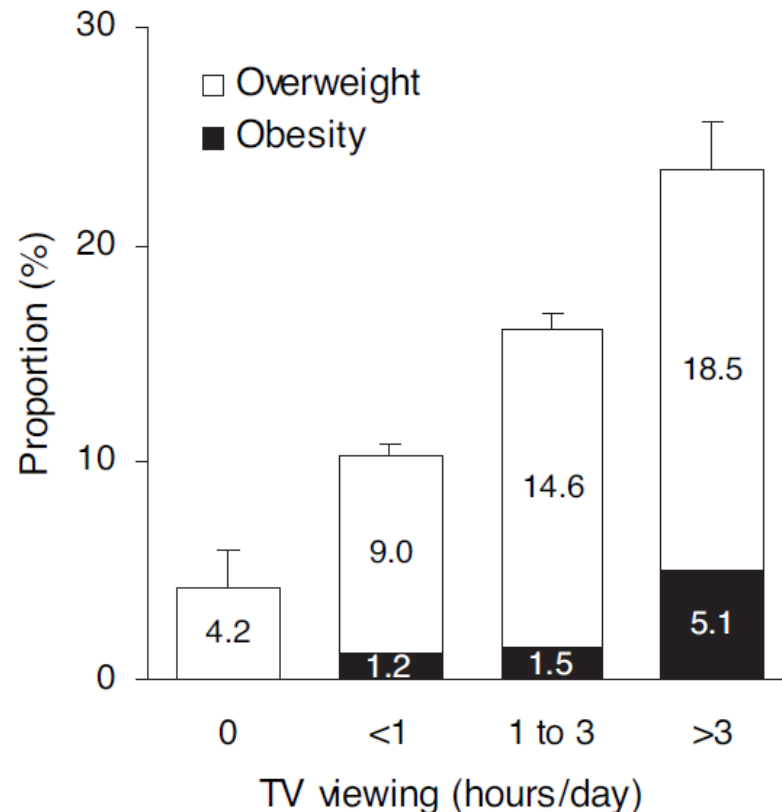 30
Overweight
Obesity
20
10
0
Proportion (%)
4.2
9.0
1.2
14.6
1.5
18.5
5.1
0 <1 1 to 3 >3
TV viewing (hours/day)